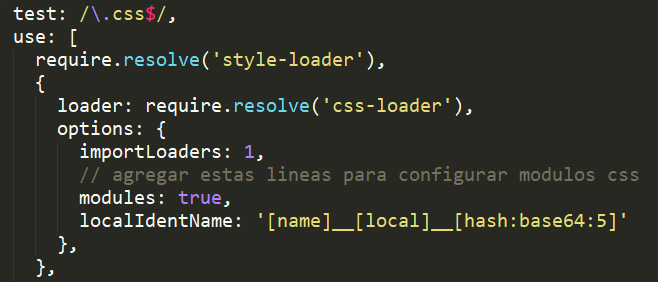 test: /\.css$/,
use: [
  require.resolve('style-loader'),
  {
    loader: require.resolve('css-loader'),
    options: {
      importLoaders: 1,
      // agregar estas lineas para configurar modulos css
      modules: true,
      localIdentName: '[name]__[local]__[hash:base64:5]'
    },
  },